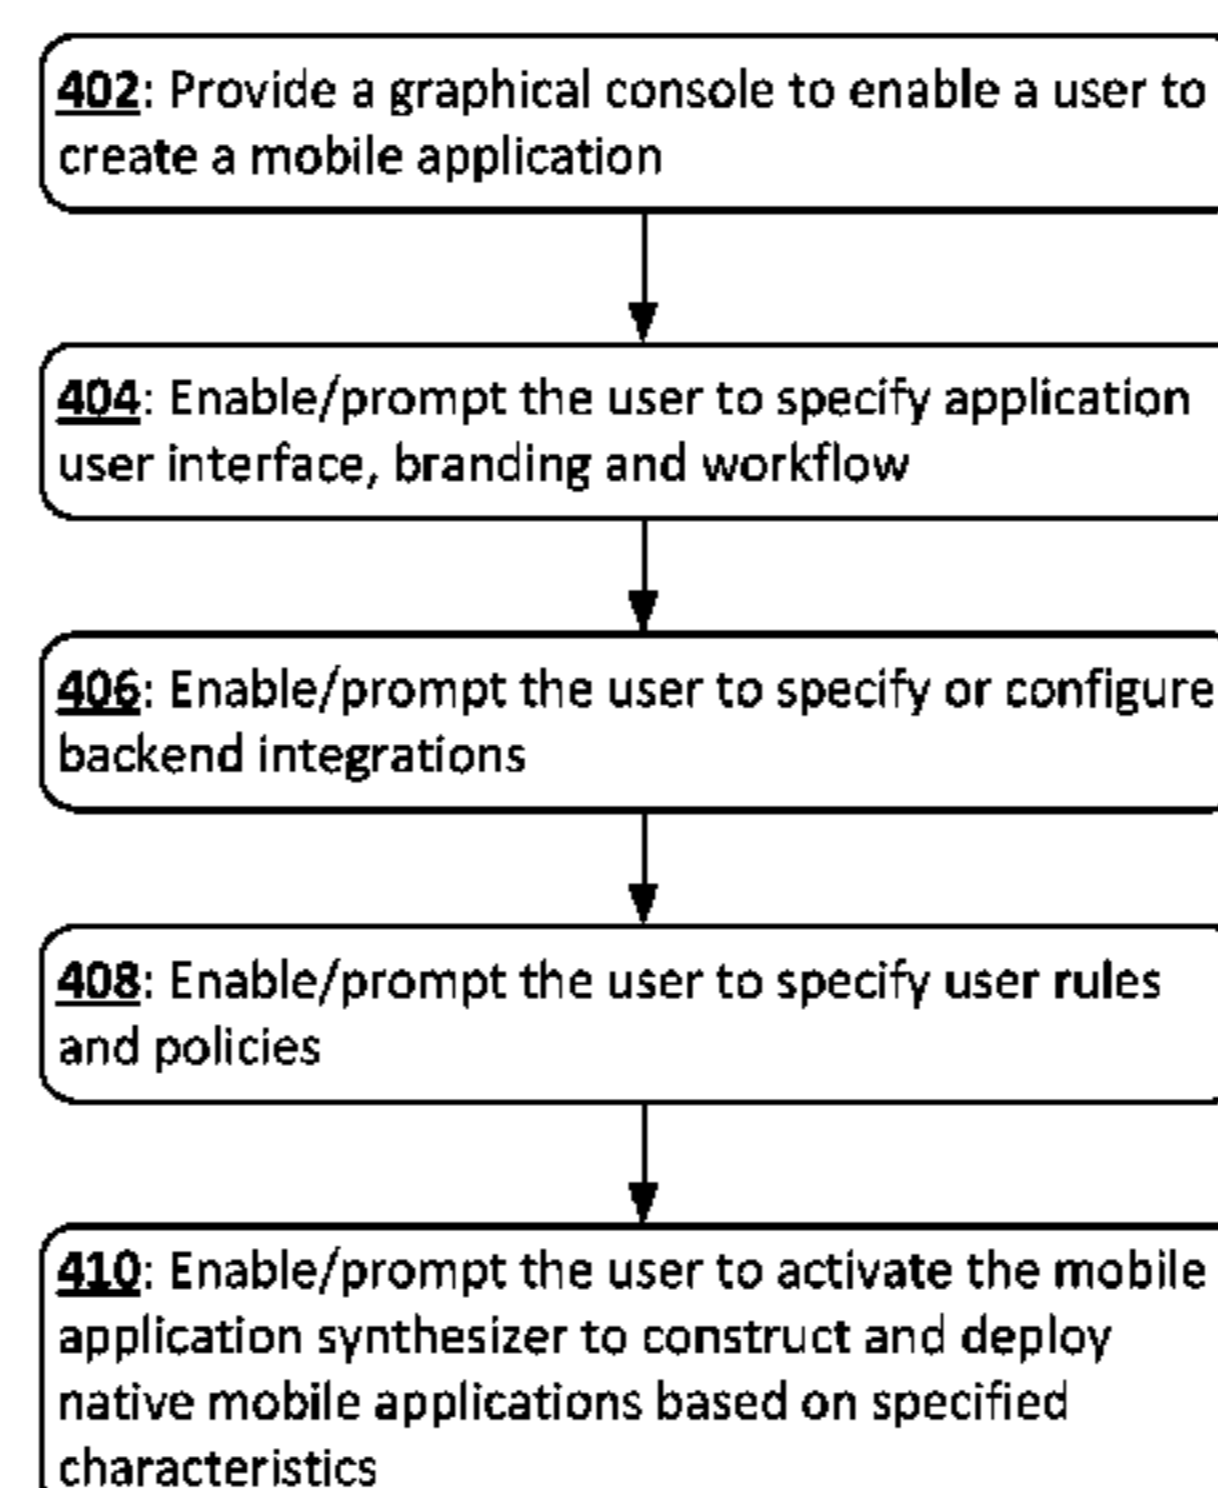 402: Provide a graphical console to enable a user to
create a mobile application
404: Enable/prompt the user to specify application
user interface, branding and workflow
406: Enable/prompt the user to specify or configure
backend integrations
408: Enable/prompt the user to specify user rules
and policies
410: Enable/prompt the user to activate the mobile
application synthesizer to construct and deploy
native mobile applications based on specified
characteristics